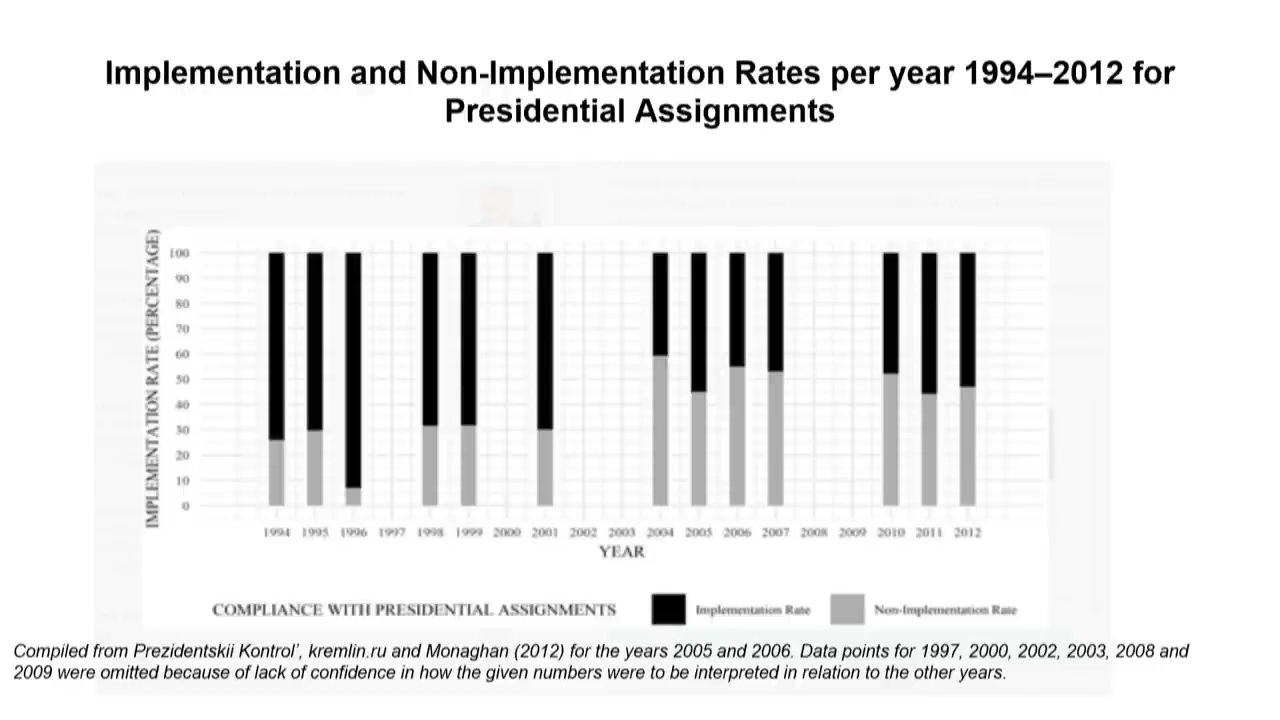 Implementation and Non-Implementation Rates per year 1994–2012 for
Presidential Assignments
IMPLEMENTATION RATE (PERCENTAGE)
100
90
80
70
60
50
40
30
20
10
0
1994 1995 1996 1997 1998 1999 2000 2001 2002 2003 2004 2005 2006 2007 2008 2009 2010 2011 2012
YEAR
COMPLIANCE WITH PRESIDENTIAL ASSIGNMENTS Implementation Rate Non-Implementation Rate
Compiled from Prezidentskii Kontrol’, kremlin.ru and Monaghan (2012) for the years 2005 and 2006. Data points for 1997, 2000, 2002, 2003, 2008 and
2009 were omitted because of lack of confidence in how the given numbers were to be interpreted in relation to the other years.